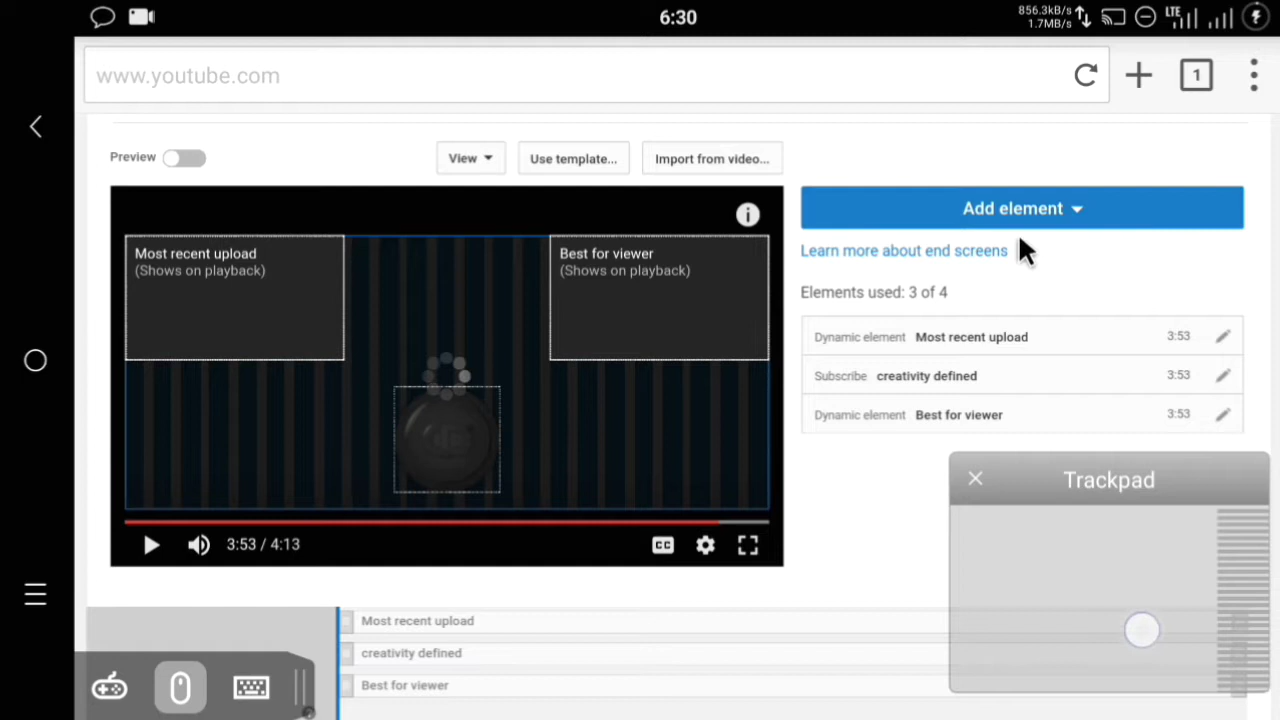 6:30
856.3kB/s
1.7MB/s
LTE
www.youtube.com
1
Preview
View
Use template...
Import from video...
Add element
Learn more about end screens
Elements used: 3 of 4
Most recent upload
(Shows on playback)
Best for viewer
(Shows on playback)
Dynamic element Most recent upload 3:53
Subscribe creativity defined 3:53
Dynamic element Best for viewer 3:53
Trackpad
3:53 / 4:13
CC
Most recent upload
creativity defined
Best for viewer